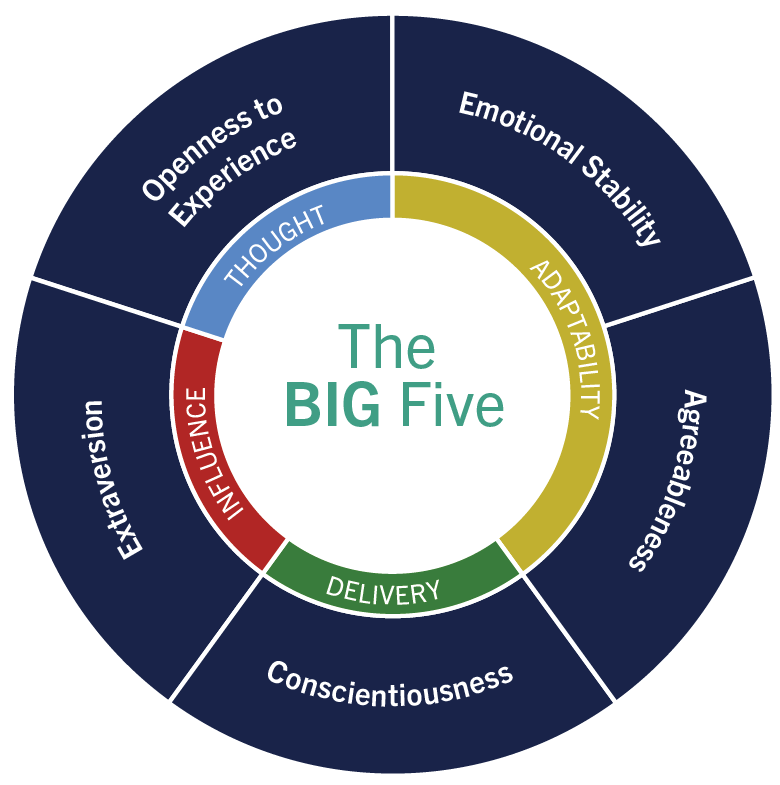 The
BIG Five
Openness to
Experience
Emotional Stability
Agreeableness
Conscientiousness
Extraversion
THOUGHT
ADAPTABILITY
DELIVERY
INFLUENCE